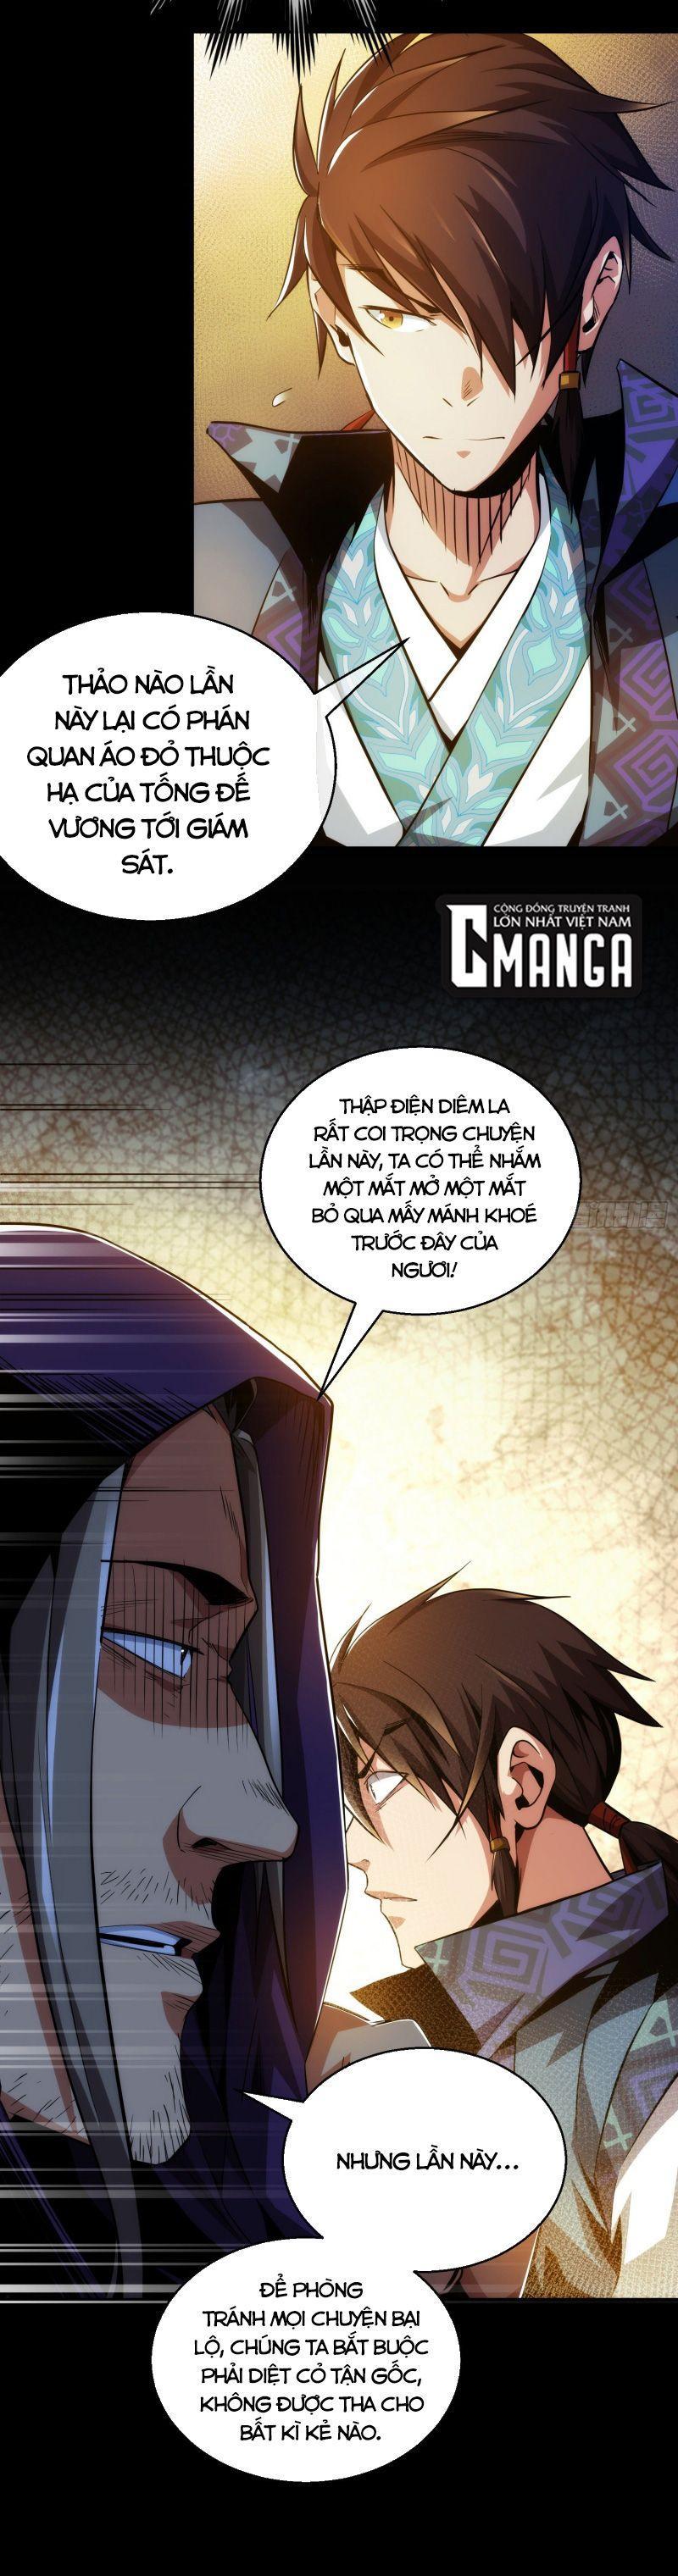 THẢO NÀO LẦN
NÀY LẠI CÓ PHÁN
QUAN ÁO ĐỎ THUỘC
HẠ CỦA TỐNG ĐẾ
VƯƠNG TỚI GIÁM
SÁT.
CỘNG ĐỒNG TRUYỆN TRANH
LỚN NHẤT VIỆT NAM
CMANGA
THẬP ĐIỆN DIÊM LA
RẤT COI TRỌNG CHUYỆN
LẦN NÀY, TA CÓ THỂ NHẮM
MỘT MẮT MỞ MỘT MẮT
BỎ QUA MẤY MÁNH KHOÉ
TRƯỚC ĐÂY CỦA
NGƯƠI!
NHƯNG LẦN NÀY...
ĐỂ PHÒNG
TRÁNH MỌI CHUYỆN BẠI
LỘ, CHÚNG TA BẮT BUỘC
PHẢI DIỆT CỎ TẬN GỐC,
KHÔNG ĐƯỢC THA CHO
BẤT KÌ KẺ NÀO.